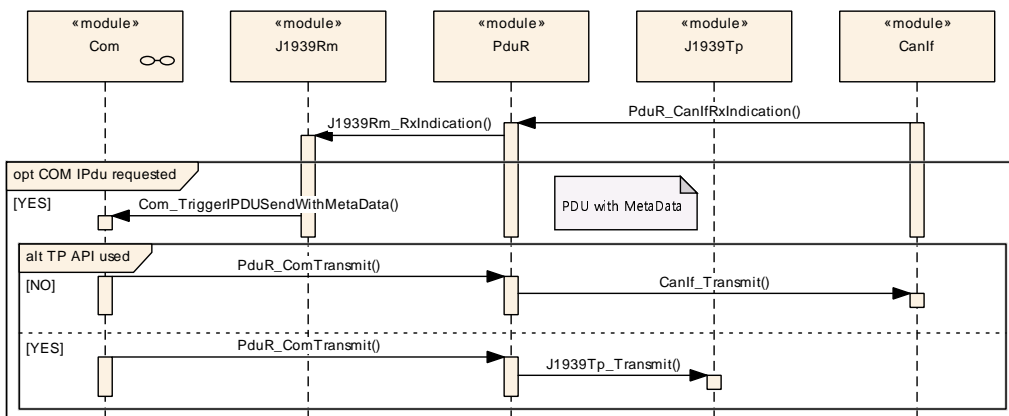 «module»
Com
«module»
J1939Rm
«module»
PduR
«module»
J1939Tp
«module»
CanIf
PduR_CanIfRxIndication()
J1939Rm_RxIndication()
opt COM IPdu requested
[YES]
Com_TriggerIPDUSendWithMetaData()
PDU with MetaData
alt TP API used
[NO]
PduR_ComTransmit()
CanIf_Transmit()
[YES]
PduR_ComTransmit()
J1939Tp_Transmit()